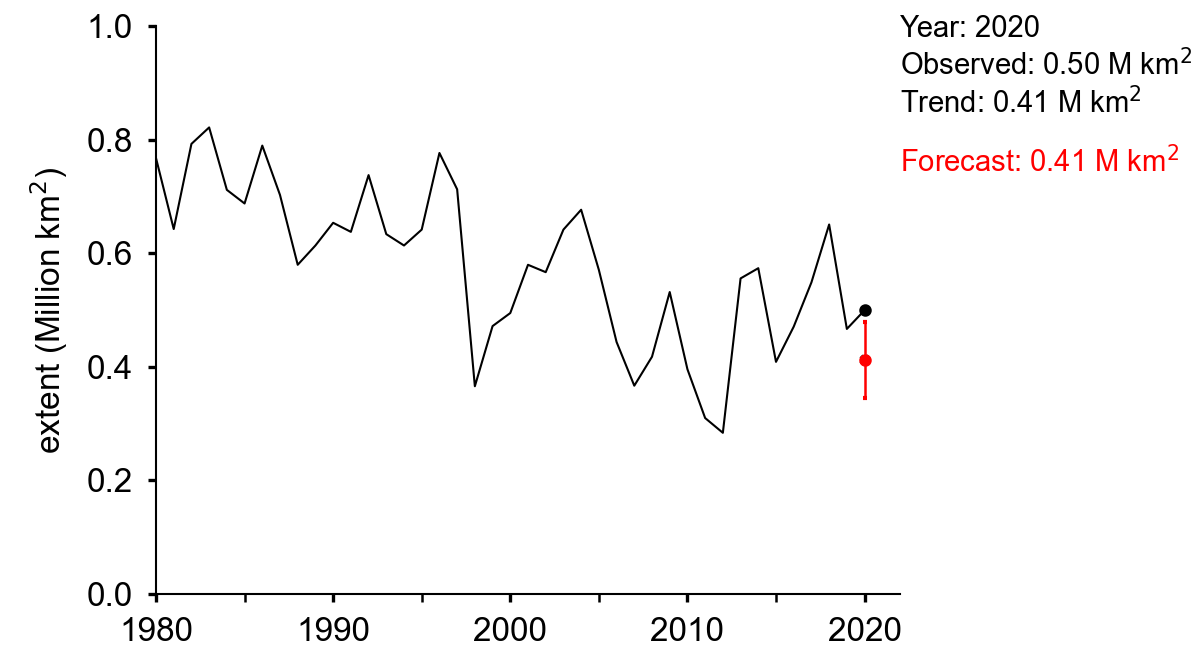 Year: 2020
Observed: 0.50 M km²
Trend: 0.41 M km²
Forecast: 0.41 M km²
extent (Million km²)
1.0
0.8
0.6
0.4
0.2
0.0
1980 1990 2000 2010 2020